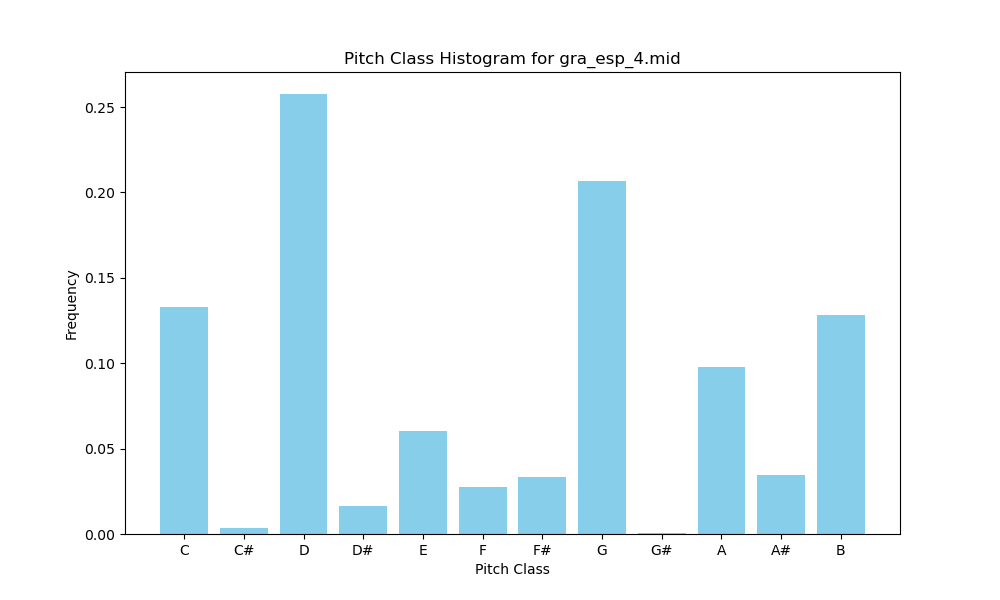 Pitch Class Histogram for gra_esp_4.mid
Frequency
0.25
0.20
0.15
0.10
0.05
0.00
C C# D D# E F F# G G# A A# B
Pitch Class